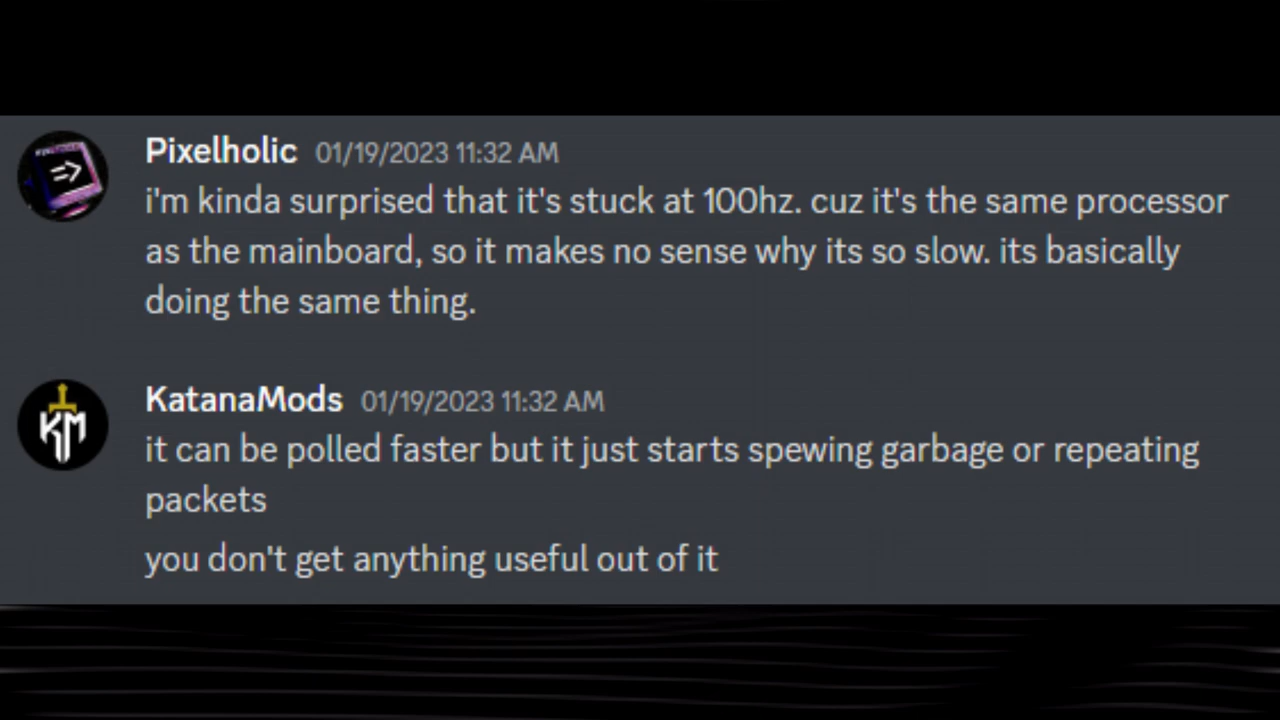 Pixelholic 01/19/2023 11:32 AM
i'm kinda surprised that it's stuck at 100hz. cuz it's the same processor
as the mainboard, so it makes no sense why its so slow. its basically
doing the same thing.
KatanaMods 01/19/2023 11:32 AM
it can be polled faster but it just starts spewing garbage or repeating
packets
you don't get anything useful out of it
KM